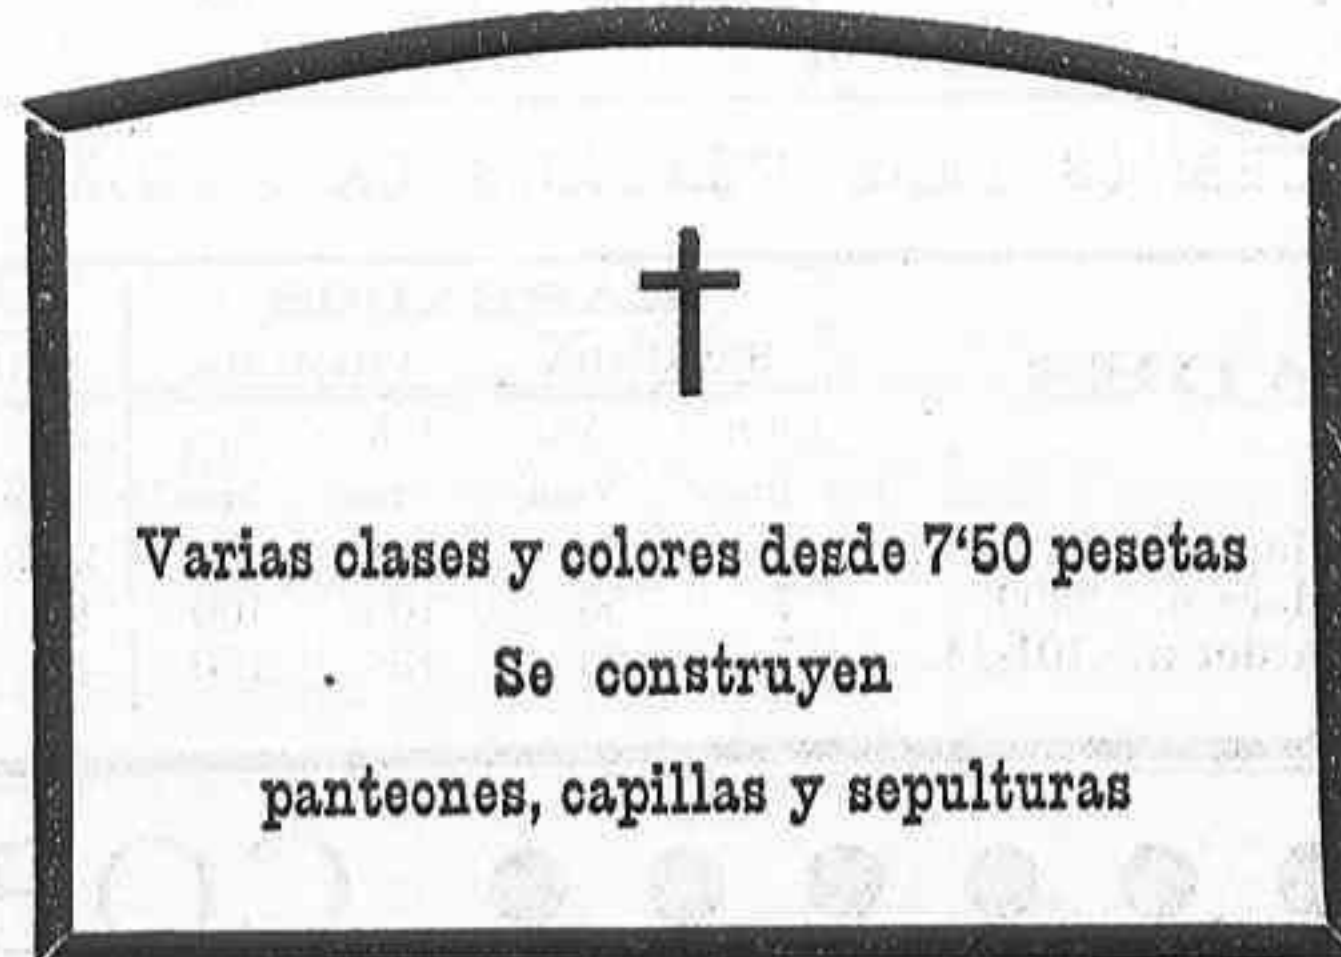 Varias clases y colores desde 7‘50 pesetas
Se construyen
panteones, capillas y sepulturas